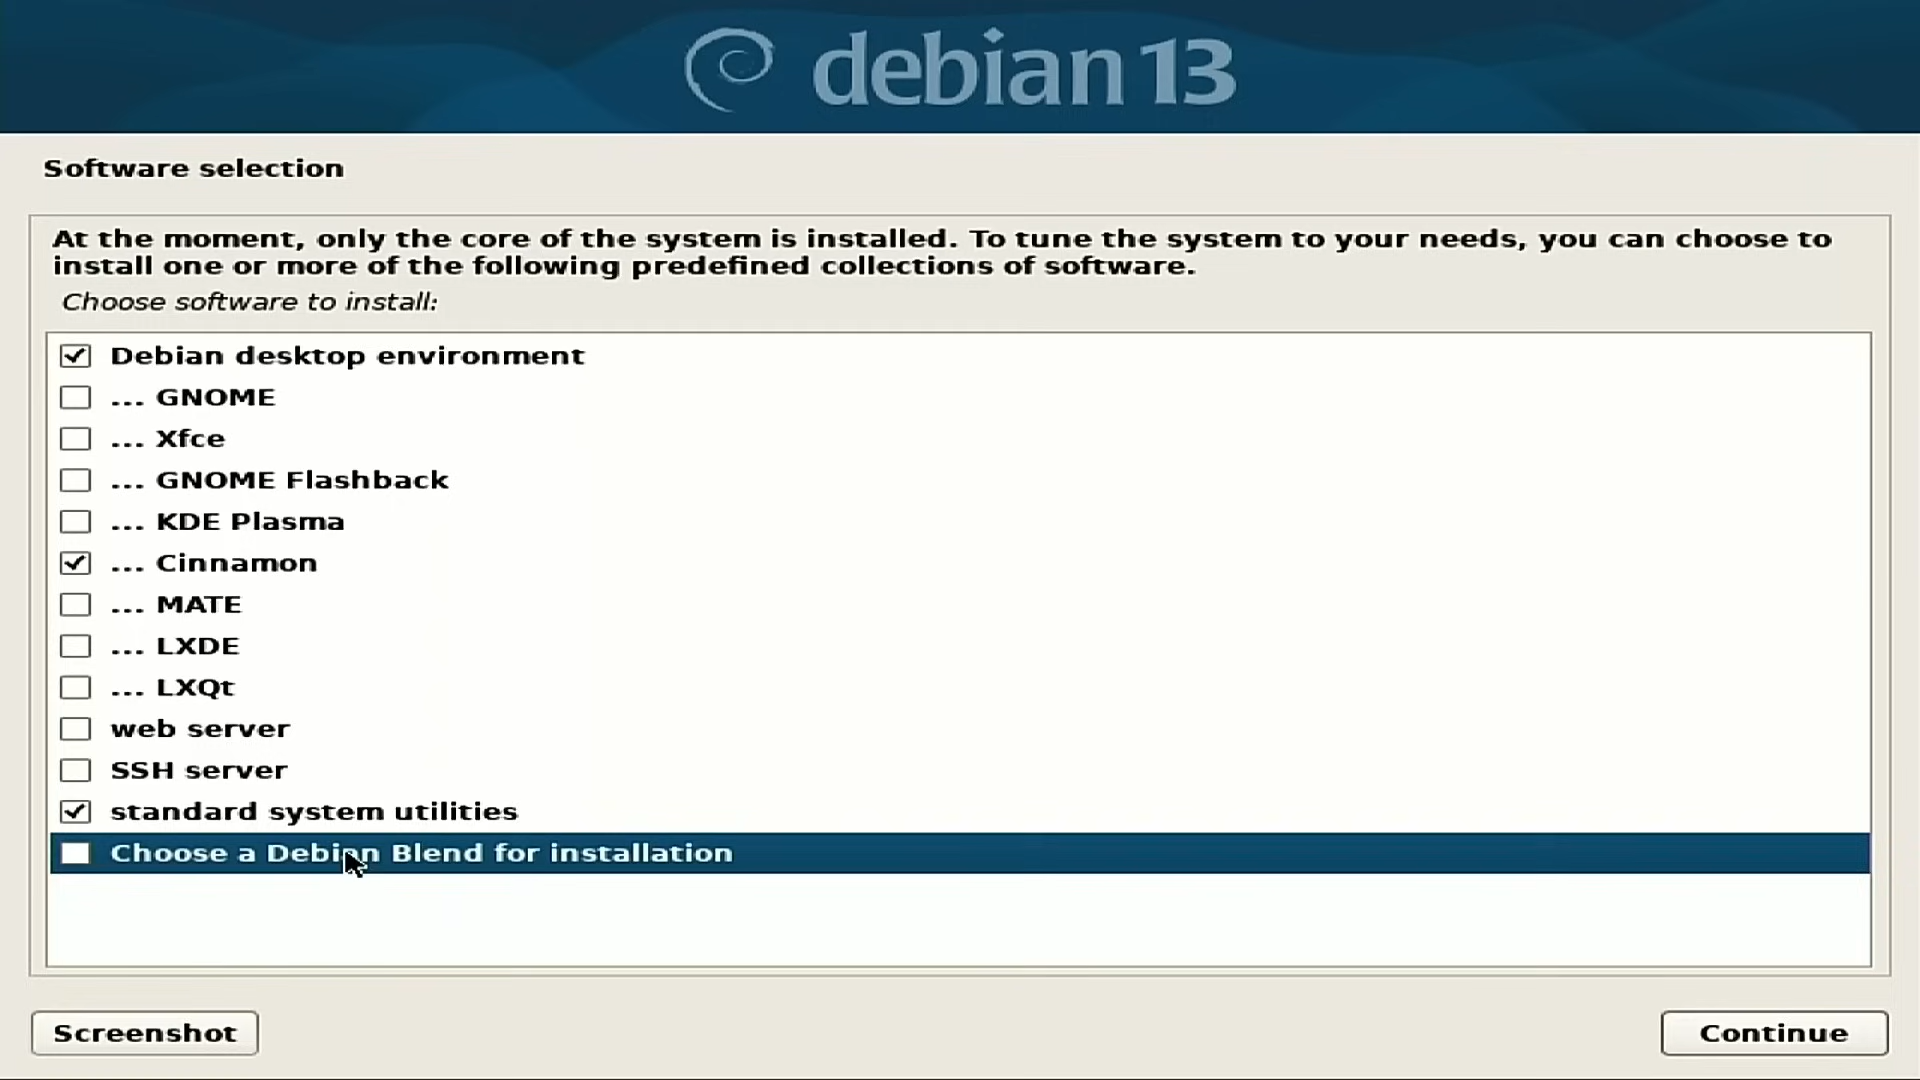 debian 13
Software selection
At the moment, only the core of the system is installed. To tune the system to your needs, you can choose to
install one or more of the following predefined collections of software.
Choose software to install:
Debian desktop environment
... GNOME
... Xfce
... GNOME Flashback
... KDE Plasma
... Cinnamon
... MATE
... LXDE
... LXQt
web server
SSH server
standard system utilities
Choose a Debian Blend for installation
Screenshot
Continue